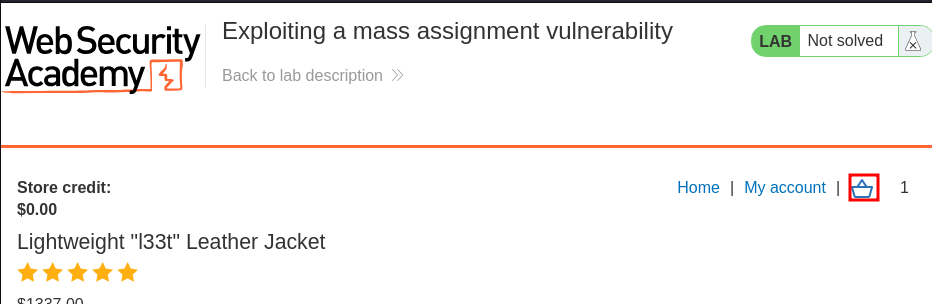 Web Security
Academy
Exploiting a mass assignment vulnerability
Back to lab description
LAB Not solved
Store credit:
$0.00
Home | My account | 1
Lightweight "l33t" Leather Jacket
$1337.00